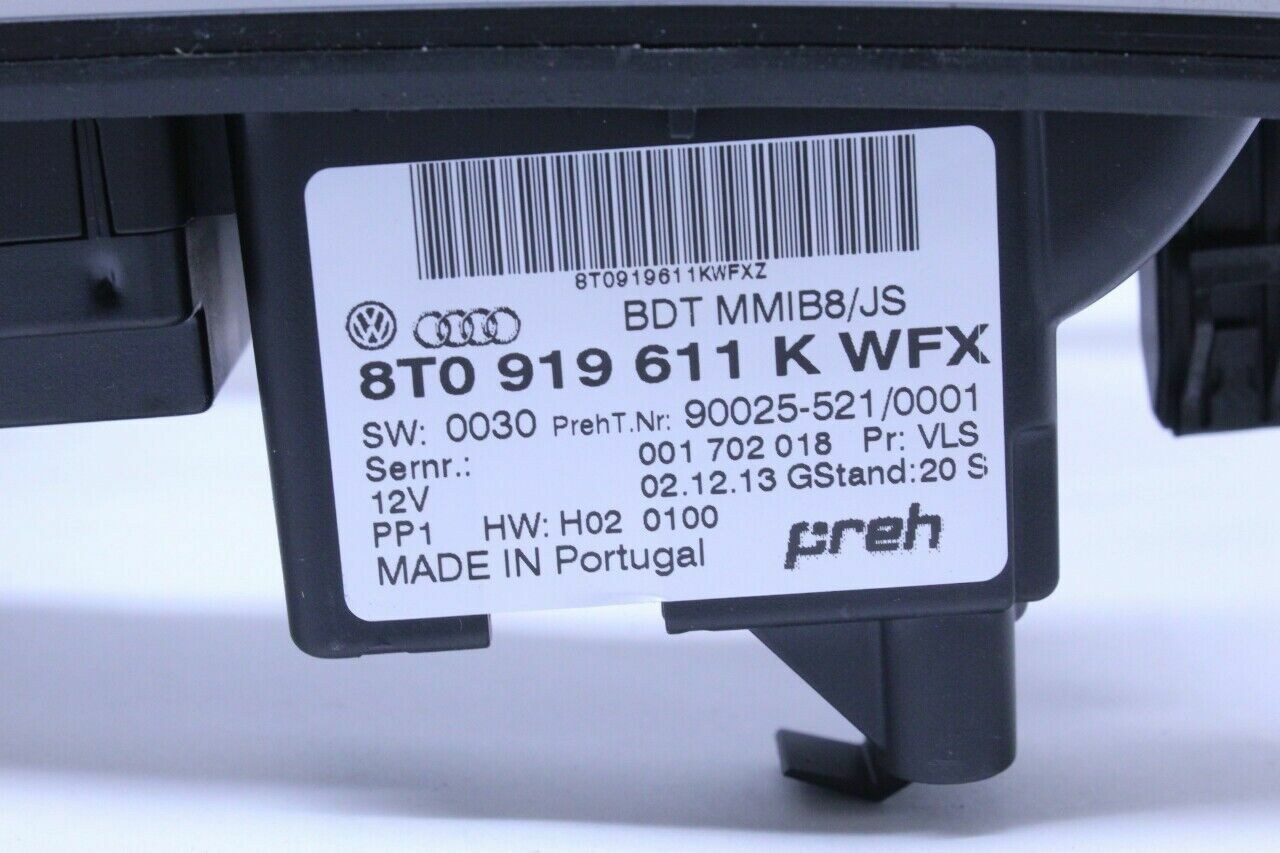 8T0919611KWFXZ
BDT MMIB8/JS
8T0 919 611 K WFX
SW: 0030 PrehT.Nr: 90025-521/0001
Sernr.: 001 702 018 Pr: VLS
12V 02.12.13 GStand:20 S
PP1 HW: H02 0100 preh
MADE IN Portugal